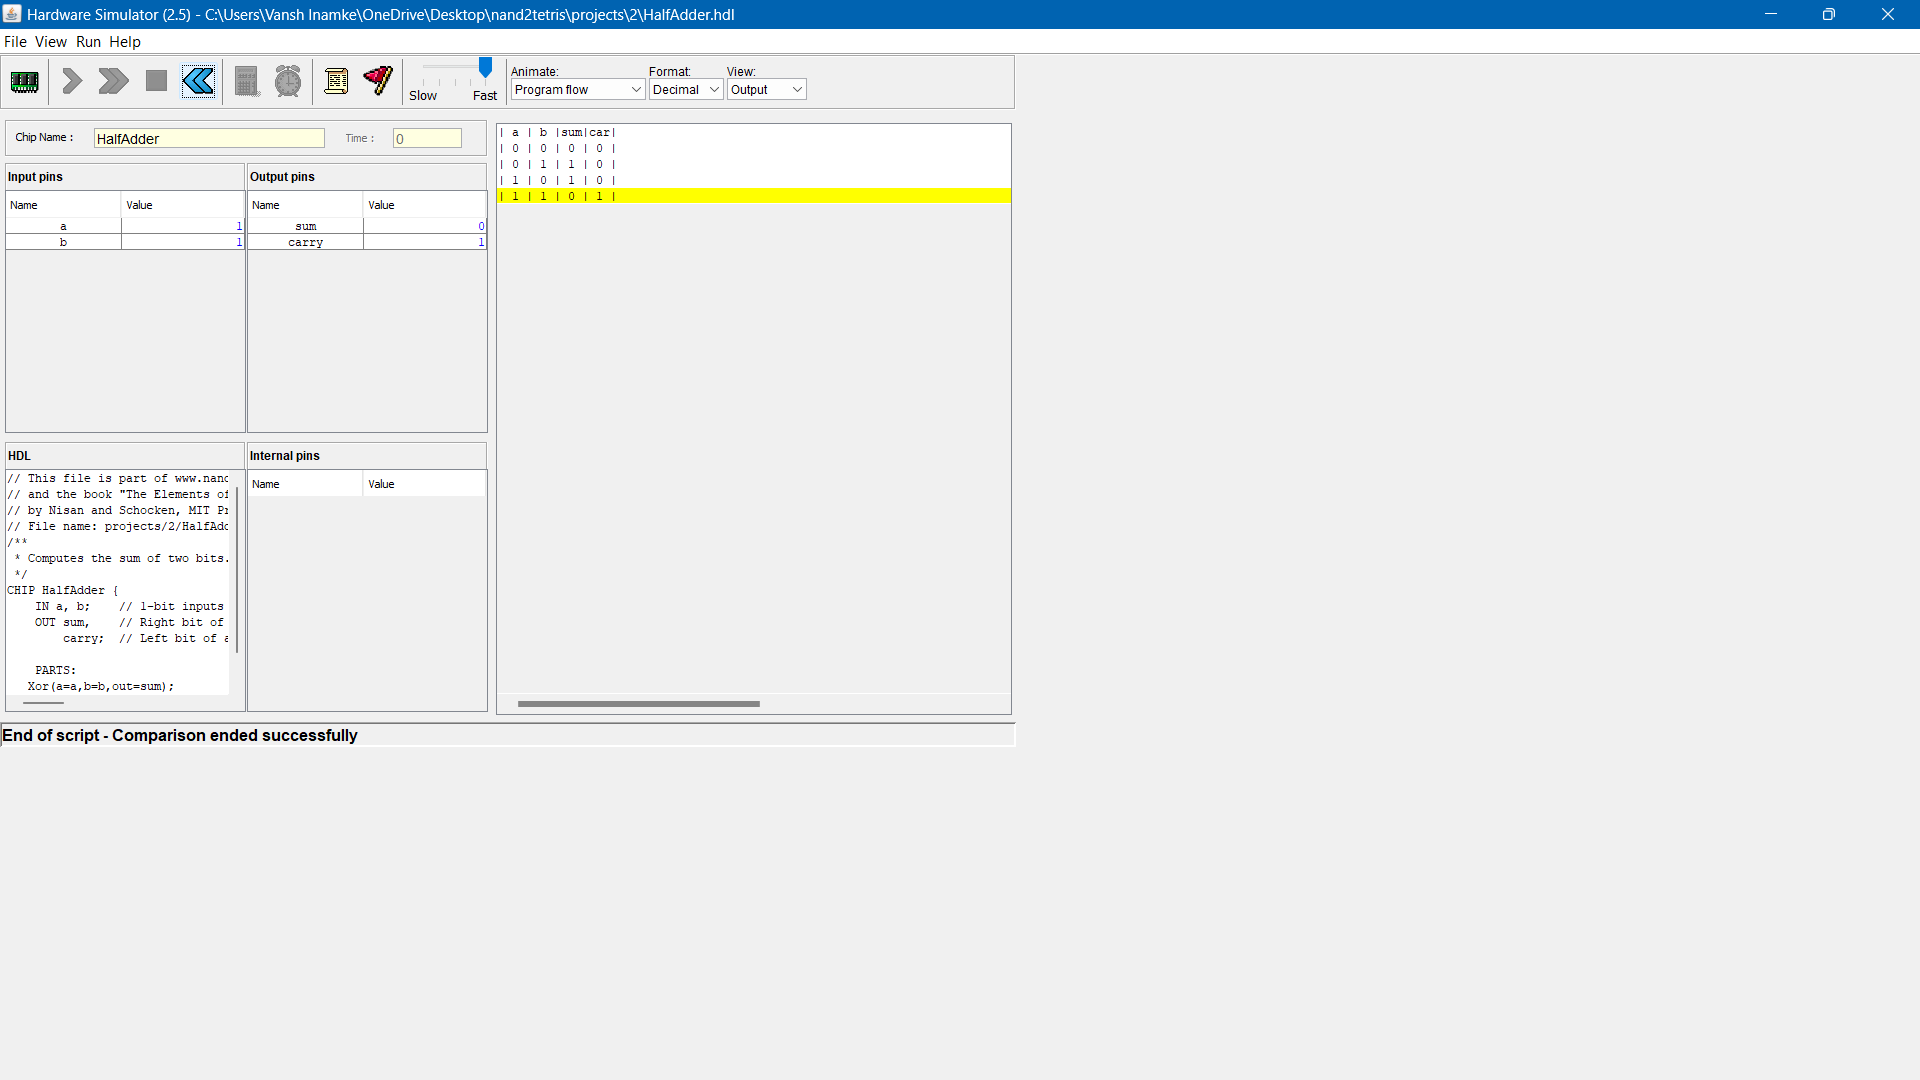 Hardware Simulator (2.5) - C:\Users\Vansh Inamke\OneDrive\Desktop\nand2tetris\projects\2\HalfAdder.hdl
File View Run Help
Slow Fast
Animate: Format: View:
Program flow Decimal Output
Chip Name : HalfAdder Time : 0
Input pins
Name Value
a 1
b 1
Output pins
Name Value
sum 0
carry 1
HDL
// This file is part of www.nand
// and the book "The Elements of
// by Nisan and Schocken, MIT Pr
// File name: projects/2/HalfAdd
/**
* Computes the sum of two bits.
*/
CHIP HalfAdder {
IN a, b; // 1-bit inputs
OUT sum, // Right bit of
carry; // Left bit of a
PARTS:
Xor(a=a,b=b,out=sum);
Internal pins
Name Value
| a | b |sum|car|
| 0 | 0 | 0 | 0 |
| 0 | 1 | 1 | 0 |
| 1 | 0 | 1 | 0 |
| 1 | 1 | 0 | 1 |
End of script - Comparison ended successfully